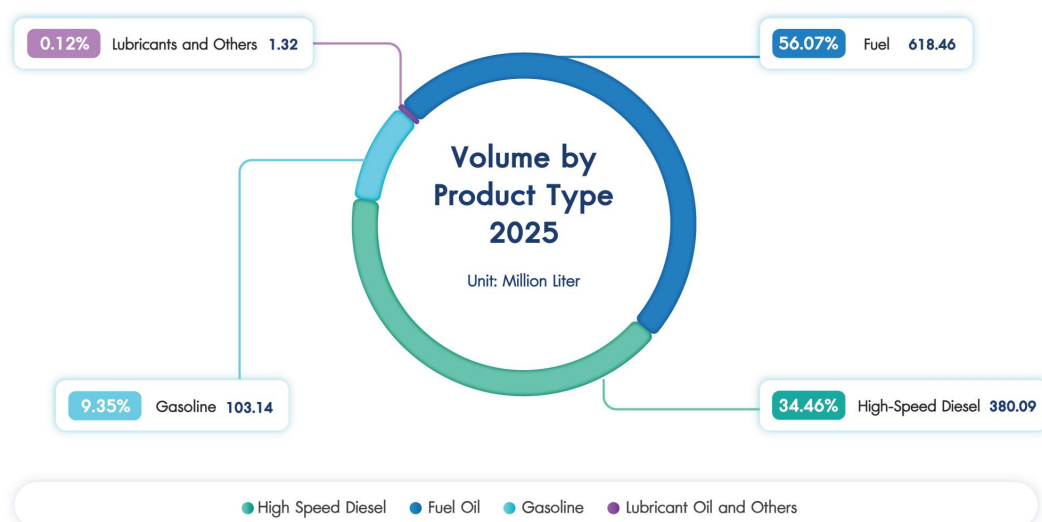 0.12% Lubricants and Others 1.32
56.07% Fuel 618.46
Volume by
Product Type
2025
Unit: Million Liter
9.35% Gasoline 103.14
34.46% High-Speed Diesel 380.09
High Speed Diesel Fuel Oil Gasoline Lubricant Oil and Others